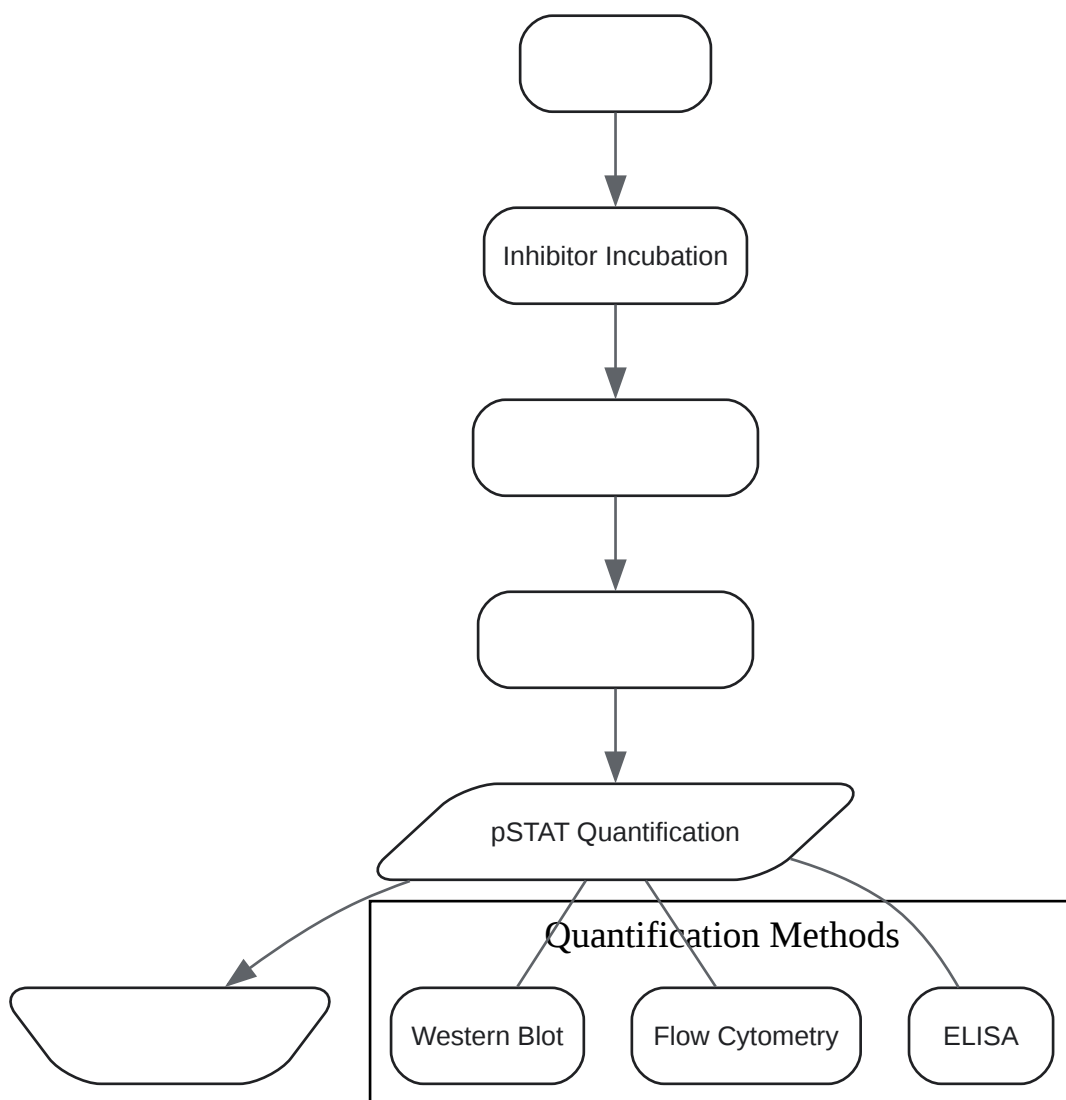 Inhibitor Incubation
pSTAT Quantification
Quantification Methods
Western Blot
Flow Cytometry
ELISA